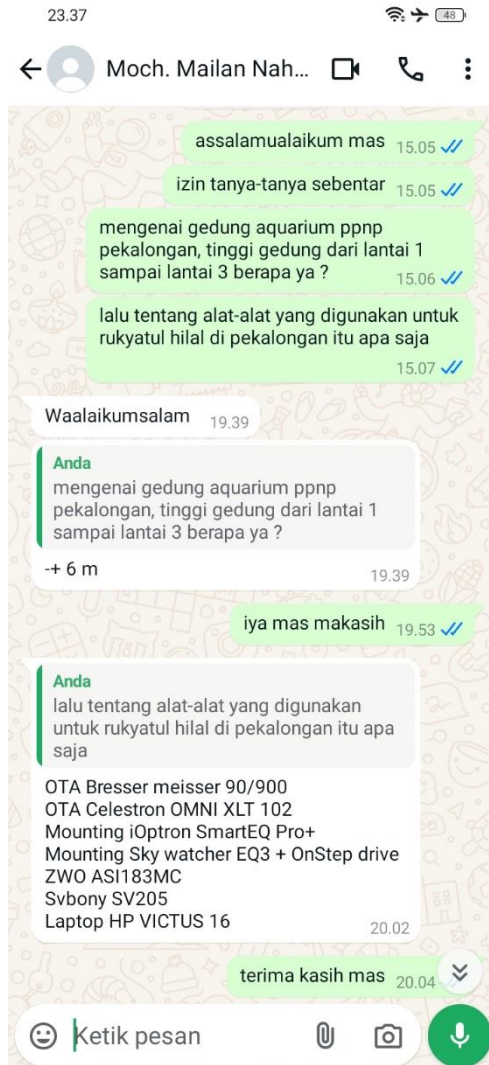 23.37
48
Moch. Mailan Nah...
assalamualaikum mas 15.05
izin tanya-tanya sebentar 15.05
mengenai gedung aquarium ppnp
pekalongan, tinggi gedung dari lantai 1
sampai lantai 3 berapa ya ? 15.06
lalu tentang alat-alat yang digunakan untuk
rukyatul hilal di pekalongan itu apa saja
15.07
Waalaikumsalam 19.39
Anda
mengenai gedung aquarium ppnp
pekalongan, tinggi gedung dari lantai 1
sampai lantai 3 berapa ya ?
-+ 6 m 19.39
iya mas makasih 19.53
Anda
lalu tentang alat-alat yang digunakan
untuk rukyatul hilal di pekalongan itu apa
saja
OTA Bresser meisser 90/900
OTA Celestron OMNI XLT 102
Mounting iOptron SmartEQ Pro+
Mounting Sky watcher EQ3 + OnStep drive
ZWO ASI183MC
Svbony SV205
Laptop HP VICTUS 16 20.02
terima kasih mas 20.04
Ketik pesan